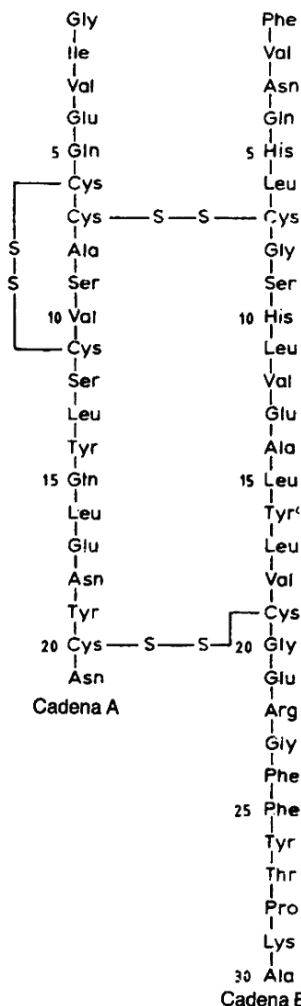 Gly
Ile
Val
Glu
5 Gln
Cys
Cys
Ala
Ser
10 Val
Cys
Ser
Leu
Tyr
15 Gln
Leu
Glu
Asn
Tyr
20 Cys
Asn
Cadena A
S
S
S S
S S
Phe
Val
Asn
Gln
5 His
Leu
Cys
Gly
Ser
10 His
Leu
Val
Glu
Ala
15 Leu
Tyr
Leu
Val
Cys
20 Gly
Glu
Arg
Gly
Phe
25 Phe
Tyr
Thr
Pro
Lys
30 Ala
Cadena B